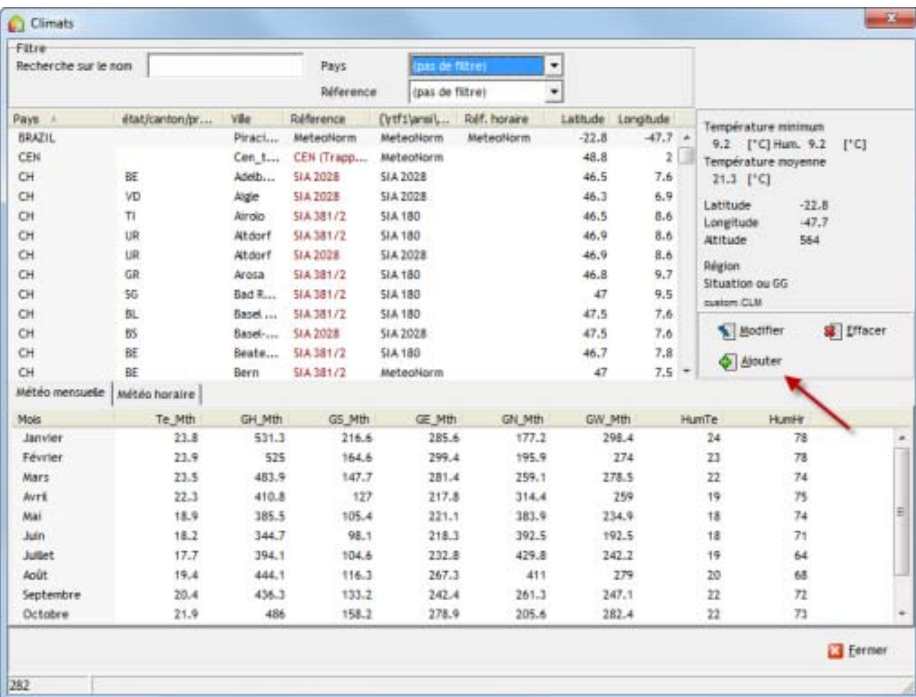 Climats
Filtre
Recherche sur le nom Pays (pas de filtre)
Réference (pas de filtre)
Pays état/canton/pr... Ville Réference (\rtf1\ansi\... Réf. horaire Latitude Longitude
BRAZIL Piraci... MeteoNorm MeteoNorm MeteoNorm -22.8 -47.7
CEN Cen_t... CEN (Trapp... MeteoNorm 48.8 2
CH BE Adelb... SIA 2028 SIA 2028 46.5 7.6
CH VD Aigle SIA 2028 SIA 2028 46.3 6.9
CH TI Airolo SIA 381/2 SIA 180 46.5 8.6
CH UR Altdorf SIA 381/2 SIA 180 46.9 8.6
CH UR Altdorf SIA 2028 SIA 2028 46.9 8.6
CH GR Arosa SIA 381/2 SIA 180 46.8 9.7
CH SG Bad R... SIA 381/2 SIA 180 47 9.5
CH BL Basel ... SIA 381/2 SIA 180 47.5 7.6
CH BS Basel-... SIA 2028 SIA 2028 47.5 7.6
CH BE Beate... SIA 381/2 SIA 180 46.7 7.8
CH BE Bern SIA 381/2 MeteoNorm 47 7.5
Température minimum
9.2 [°C] Hum. 9.2 [°C]
Température moyenne
21.3 [°C]
Latitude -22.8
Longitude -47.7
Altitude 564
Région
Situation ou GG
custom.CLM
Modifier Effacer
Ajouter
Météo mensuelle Météo horaire
Mois Te_Mth GH_Mth GS_Mth GE_Mth GN_Mth GW_Mth HumTe HumHr
Janvier 23.8 531.3 216.6 285.6 177.2 298.4 24 78
Février 23.9 525 164.6 299.4 195.9 274 23 78
Mars 23.5 483.9 147.7 281.4 259.1 278.5 22 74
Avril 22.3 410.8 127 217.8 314.4 259 19 75
Mai 18.9 385.5 105.4 221.1 383.9 234.9 18 74
Juin 18.2 344.7 98.1 218.3 392.5 192.5 18 71
Juillet 17.7 394.1 104.6 232.8 429.8 242.2 19 64
Août 19.4 444.1 116.3 267.3 411 279 20 68
Septembre 20.4 436.3 133.2 242.4 261.3 247.1 22 72
Octobre 21.9 486 158.2 278.9 205.6 282.4 22 73
Fermer
282